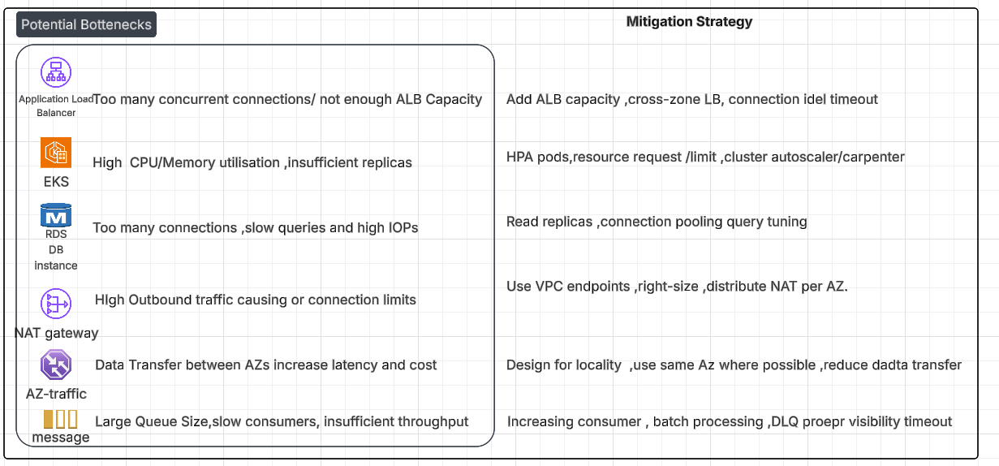 Potential Bottenecks
Mitigation Strategy
Application Load
Balancer
Too many concurrent connections/ not enough ALB Capacity
Add ALB capacity ,cross-zone LB, connection idel timeout
EKS
High CPU/Memory utilisation ,insufficient replicas
HPA pods,resource request /limit ,cluster autoscaler/carpenter
RDS
DB
instance
Too many connections ,slow queries and high IOPs
Read replicas ,connection pooling query tuning
NAT gateway
HIgh Outbound traffic causing or connection limits
Use VPC endpoints ,right-size ,distribute NAT per AZ.
AZ-traffic
Data Transfer between AZs increase latency and cost
Design for locality ,use same Az where possible ,reduce dadta transfer
message
Large Queue Size,slow consumers, insufficient throughput
Increasing consumer , batch processing ,DLQ proepr visibility timeout